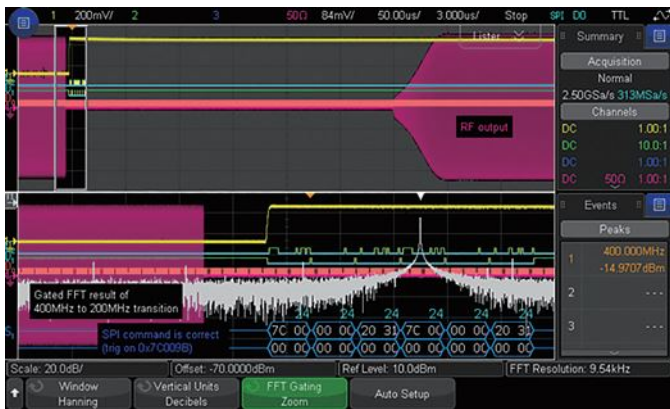 1 200mV/ 2 3 50Ω 84mV/ 50.00us/ 3.000us/ Stop SPI D0 TTL
Lister
RF output
Summary
Acquisition
Normal
2.50GSa/s 313MSa/s
Channels
DC 1.00:1
DC 10.0:1
DC 1.00:1
DC 50Ω 1.00:1
Events
Peaks
1 400.000MHz
-14.9707dBm
2 ---
3 ---
Gated FFT result of
400MHz to 200MHz transition
SPI command is correct
(trig on 0x7C009B)
24 24 24 24 24 24
S₁
7C 00 00 00 20 31 7C 00 00 00 20 31
00 00 00 00 00 00 00 00 00 00 00 00
Scale: 20.0dB/ Offset: -70.0000dBm Ref Level: 10.0dBm FFT Resolution: 9.54kHz
Window
Hanning
Vertical Units
Decibels
FFT Gating
Zoom
Auto Setup